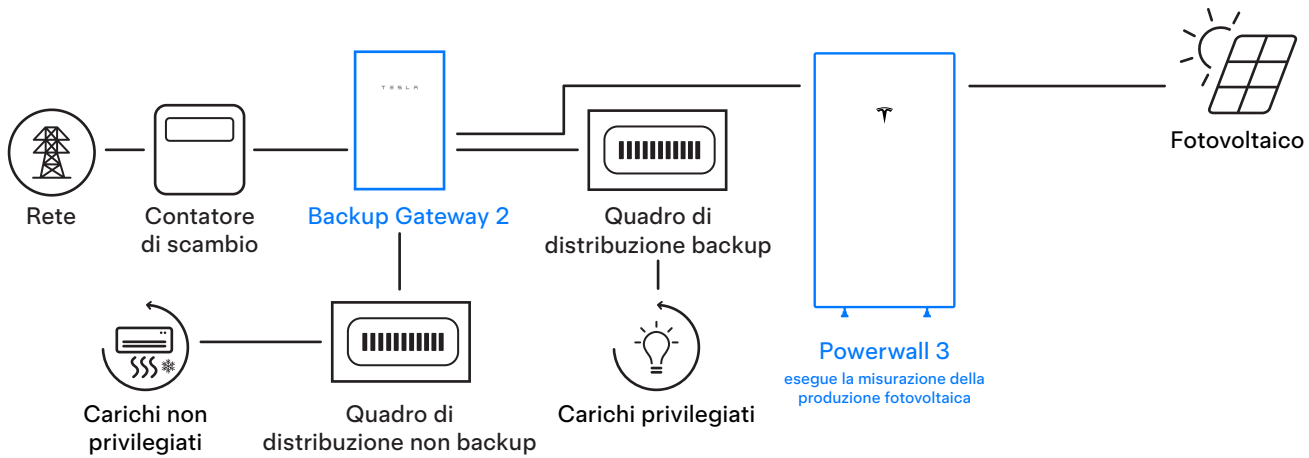 TESLA
Fotovoltaico
Rete
Contatore
di scambio
Backup Gateway 2
Quadro di
distribuzione backup
Powerwall 3
esegue la misurazione della
produzione fotovoltaica
Carichi non
privilegiati
Quadro di
distribuzione non backup
Carichi privilegiati